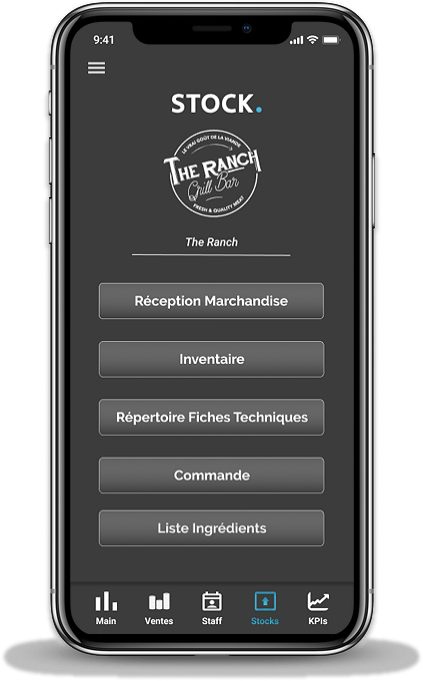 9:41
STOCK.
LE VRAI GOÛT DE LA VIANDE
THE RANCH
Grill Bar
FRESH & QUALITY MEAT
The Ranch
Réception Marchandise
Inventaire
Répertoire Fiches Techniques
Commande
Liste Ingrédients
Main Ventes Staff Stocks KPIs